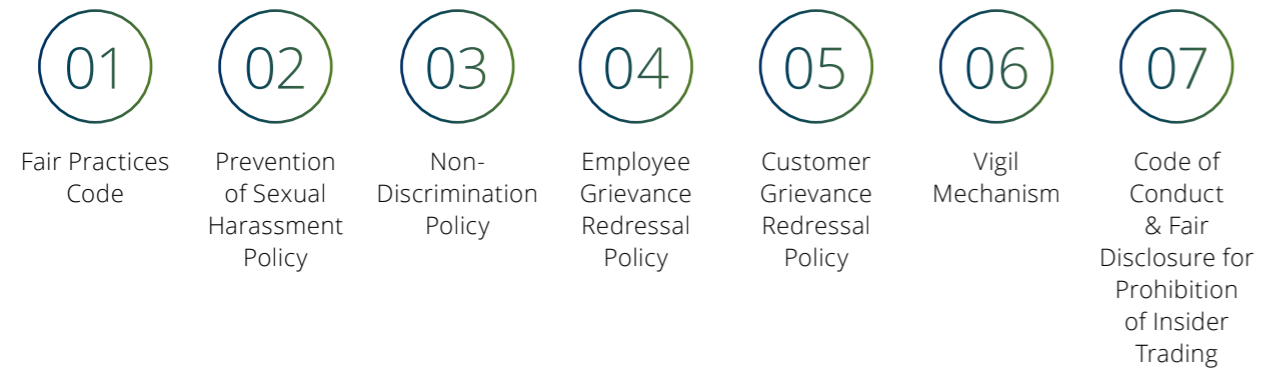 01
Fair Practices
Code
02
Prevention
of Sexual
Harassment
Policy
03
Non-
Discrimination
Policy
04
Employee
Grievance
Redressal
Policy
05
Customer
Grievance
Redressal
Policy
06
Vigil
Mechanism
07
Code of
Conduct
& Fair
Disclosure for
Prohibition
of Insider
Trading